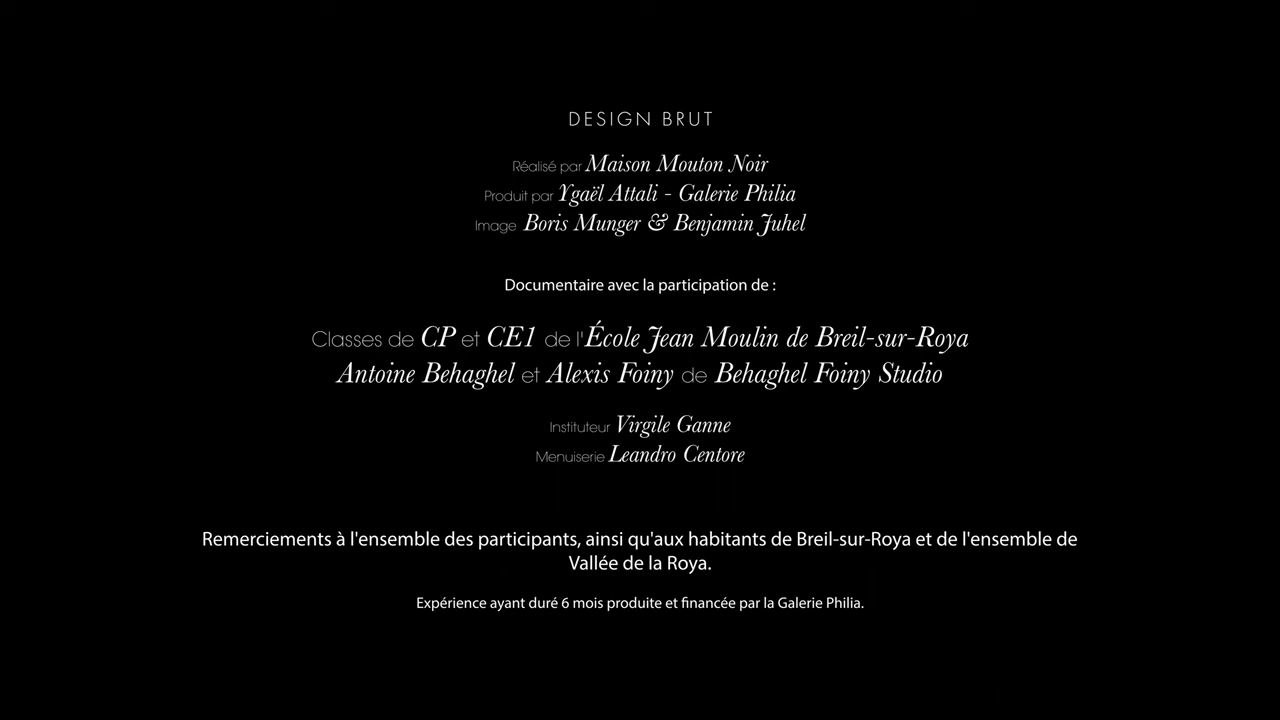 DESIGN BRUT
Réalisé par Maison Mouton Noir
Produit par Ygaël Attali - Galerie Philia
Image Boris Munger & Benjamin Juhel
Documentaire avec la participation de :
Classes de CP et CE1 de l'École Jean Moulin de Breil-sur-Roya
Antoine Behaghel et Alexis Foiny de Behaghel Foiny Studio
Instituteur Virgile Ganne
Menuiserie Leandro Centore
Remerciements à l'ensemble des participants, ainsi qu'aux habitants de Breil-sur-Roya et de l'ensemble de
Vallée de la Roya.
Expérience ayant duré 6 mois produite et financée par la Galerie Philia.